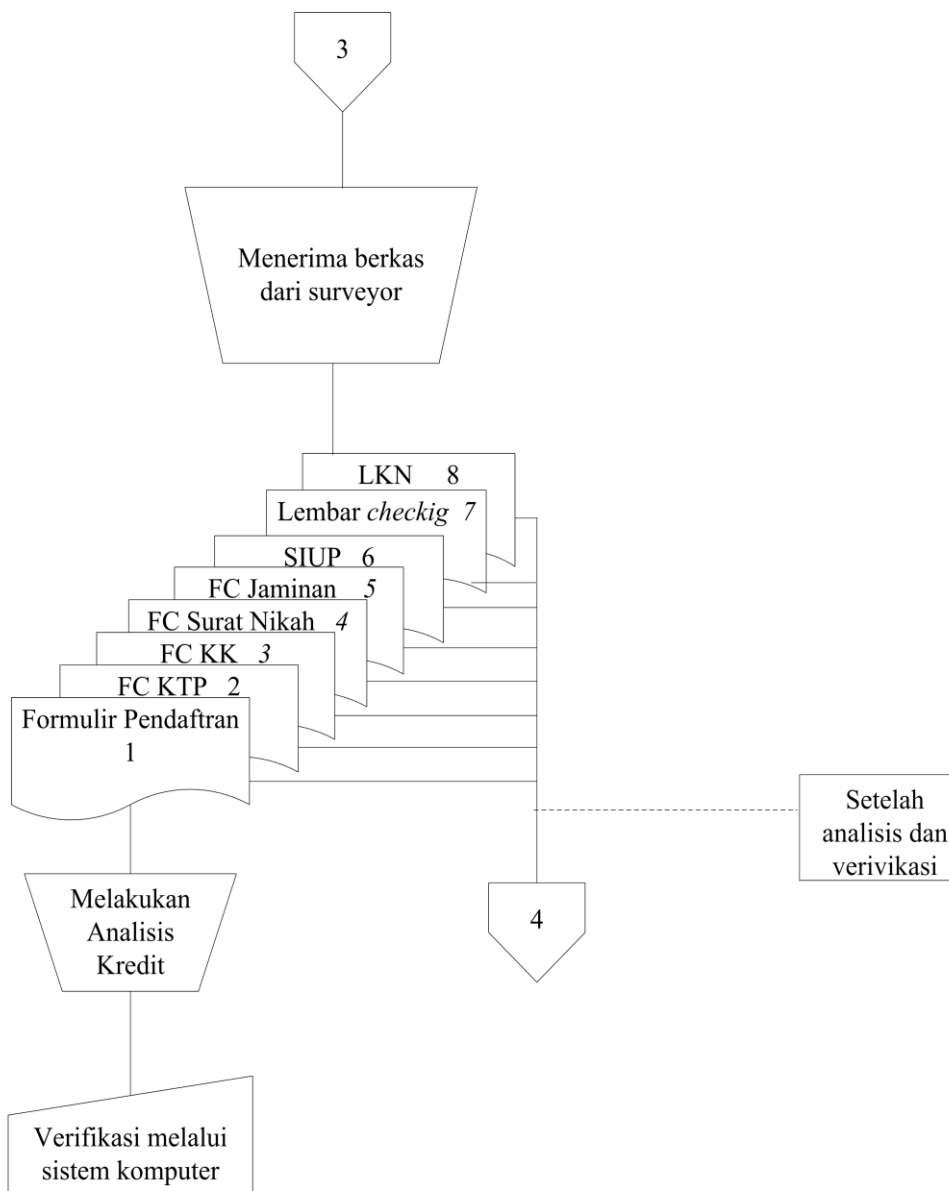 3
Menerima berkas
dari surveyor
LKN 8
Lembar checkig 7
SIUP 6
FC Jaminan 5
FC Surat Nikah 4
FC KK 3
FC KTP 2
Formulir Pendaftran
1
Setelah
analisis dan
verivikasi
Melakukan
Analisis
Kredit
4
Verifikasi melalui
sistem komputer